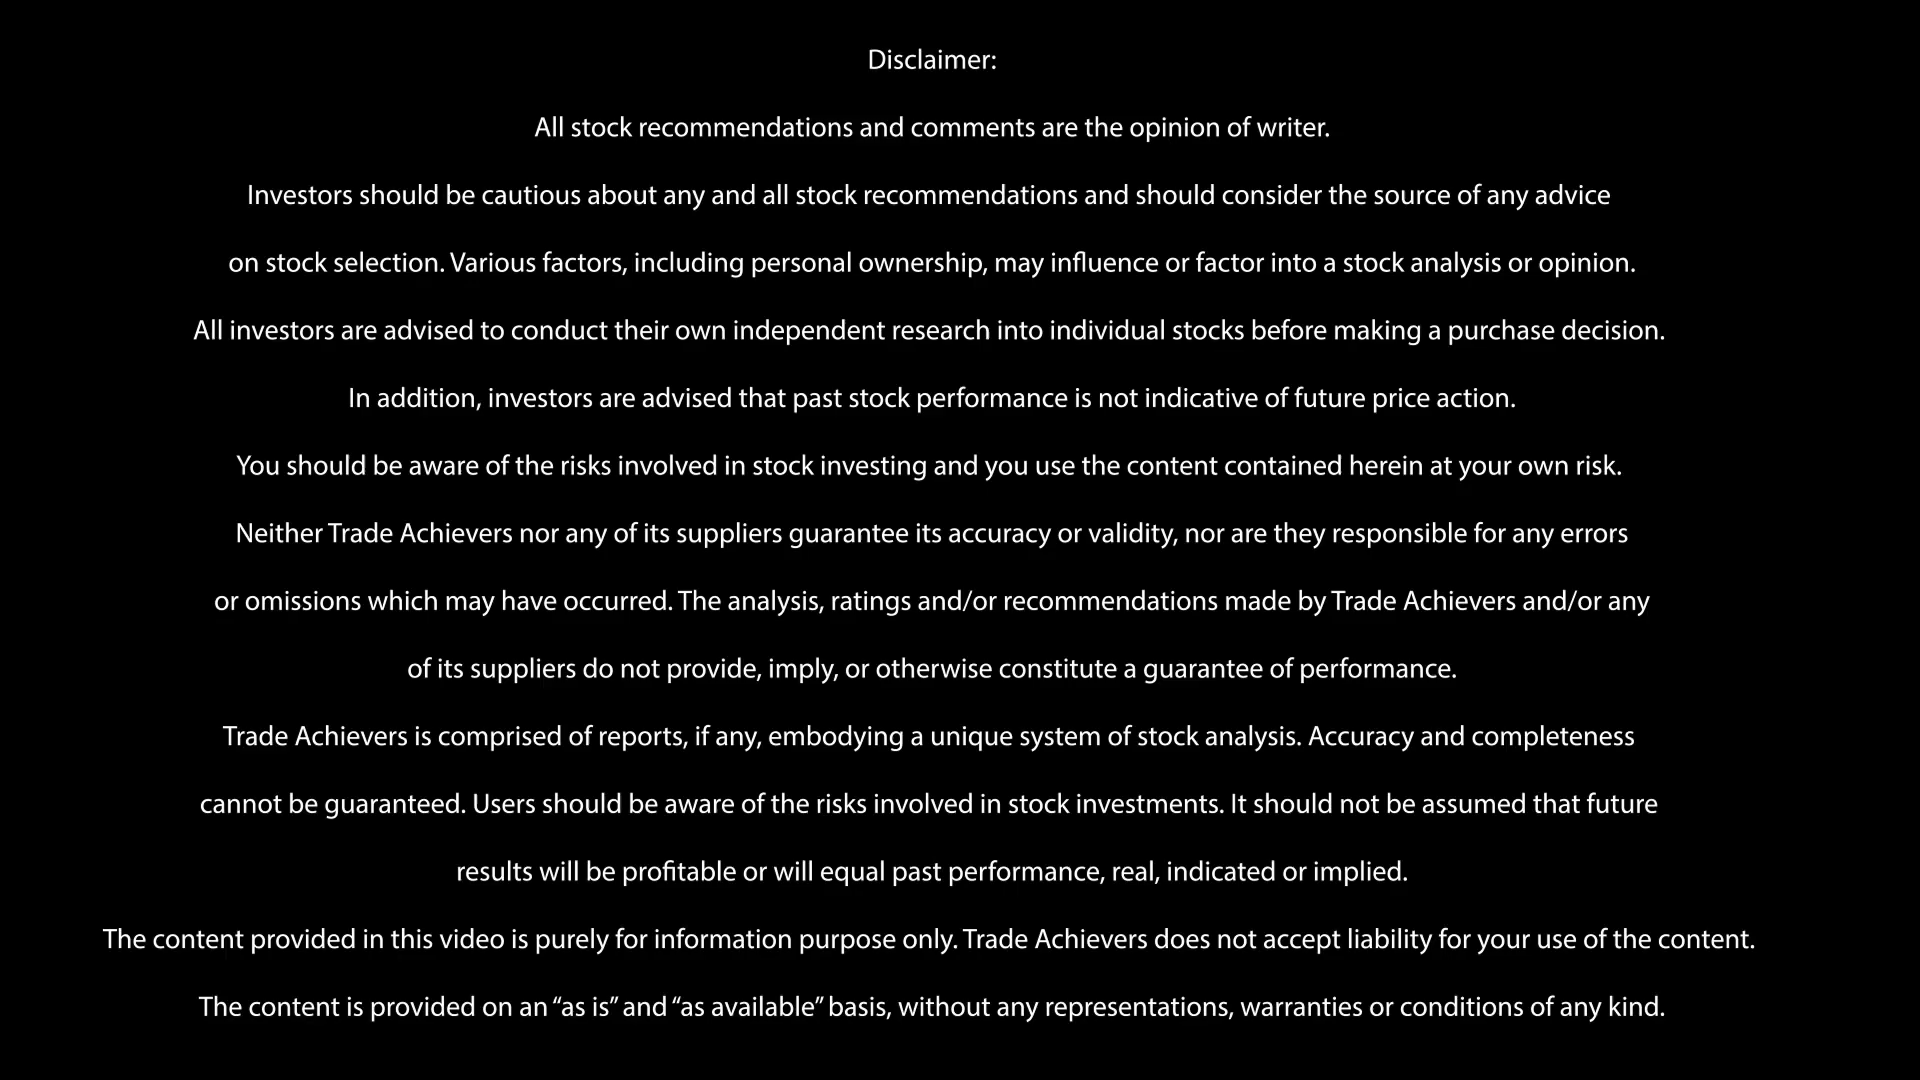 Disclaimer:
All stock recommendations and comments are the opinion of writer.
Investors should be cautious about any and all stock recommendations and should consider the source of any advice
on stock selection. Various factors, including personal ownership, may influence or factor into a stock analysis or opinion.
All investors are advised to conduct their own independent research into individual stocks before making a purchase decision.
In addition, investors are advised that past stock performance is not indicative of future price action.
You should be aware of the risks involved in stock investing and you use the content contained herein at your own risk.
Neither Trade Achievers nor any of its suppliers guarantee its accuracy or validity, nor are they responsible for any errors
or omissions which may have occurred. The analysis, ratings and/or recommendations made by Trade Achievers and/or any
of its suppliers do not provide, imply, or otherwise constitute a guarantee of performance.
Trade Achievers is comprised of reports, if any, embodying a unique system of stock analysis. Accuracy and completeness
cannot be guaranteed. Users should be aware of the risks involved in stock investments. It should not be assumed that future
results will be profitable or will equal past performance, real, indicated or implied.
The content provided in this video is purely for information purpose only. Trade Achievers does not accept liability for your use of the content.
The content is provided on an “as is” and “as available” basis, without any representations, warranties or conditions of any kind.